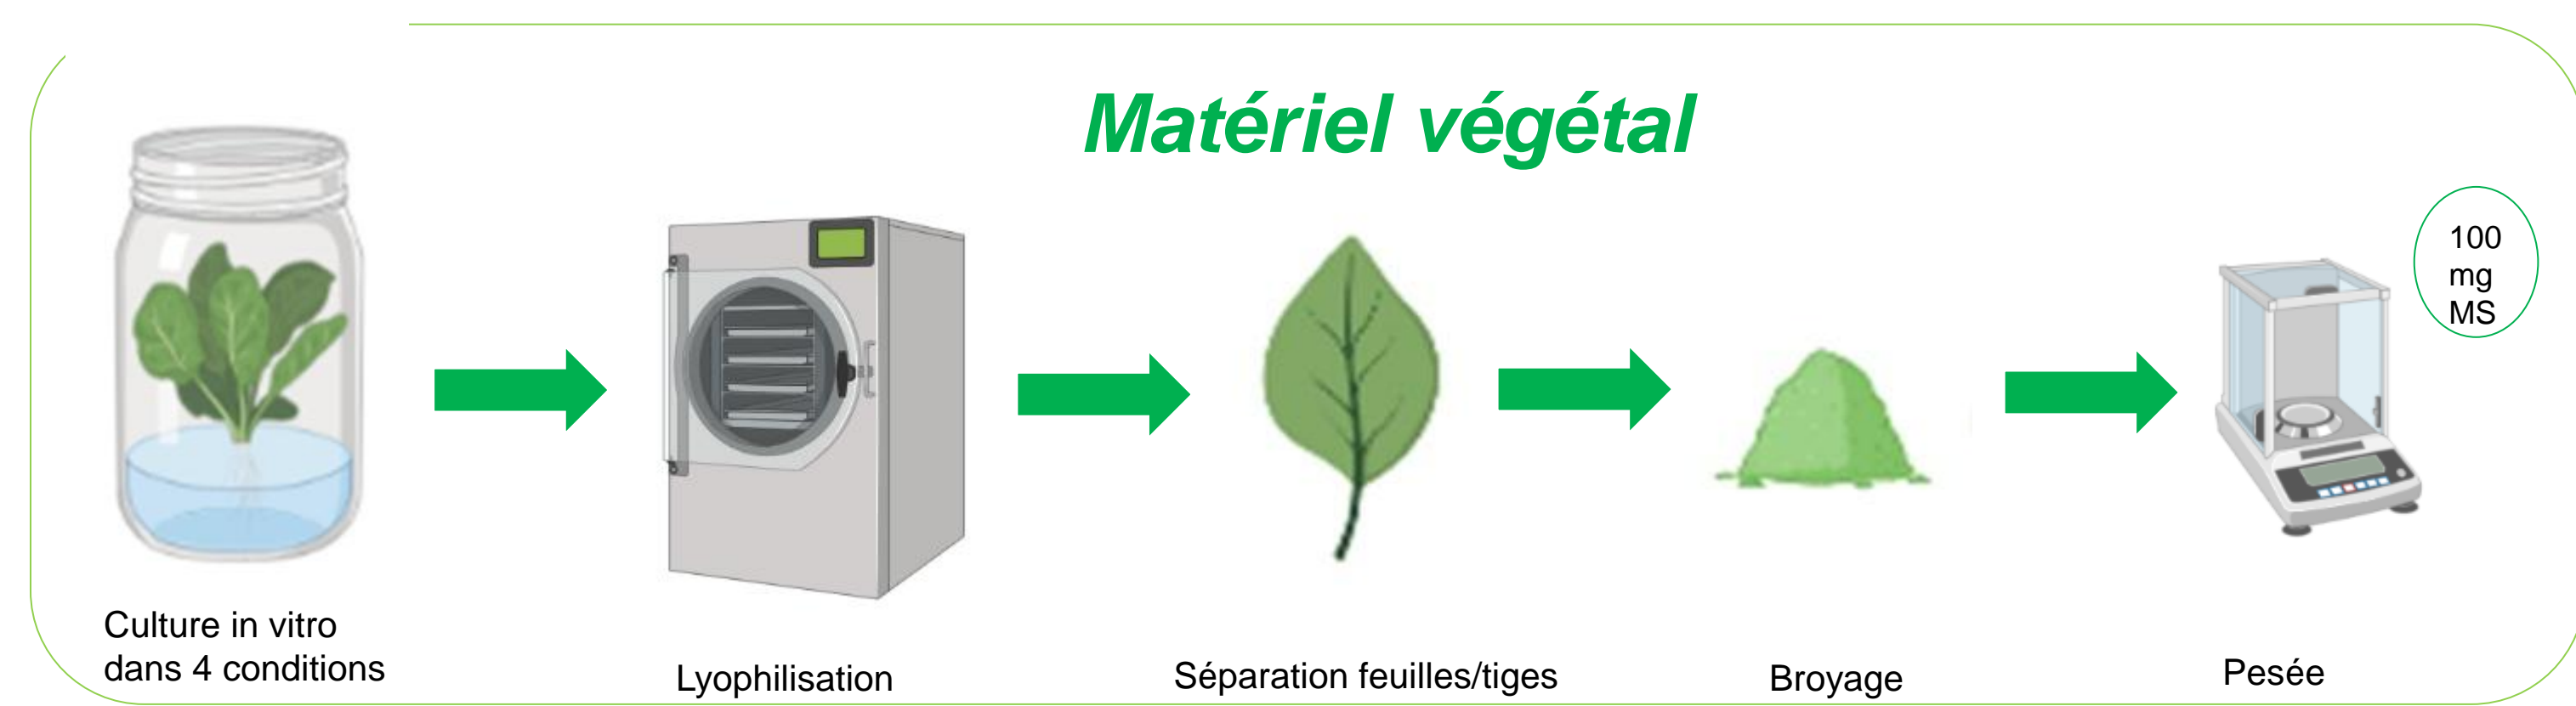 Matériel végétal
100
mg
MS
Culture in vitro
dans 4 conditions
Lyophilisation
Séparation feuilles/tiges
Broyage
Pesée